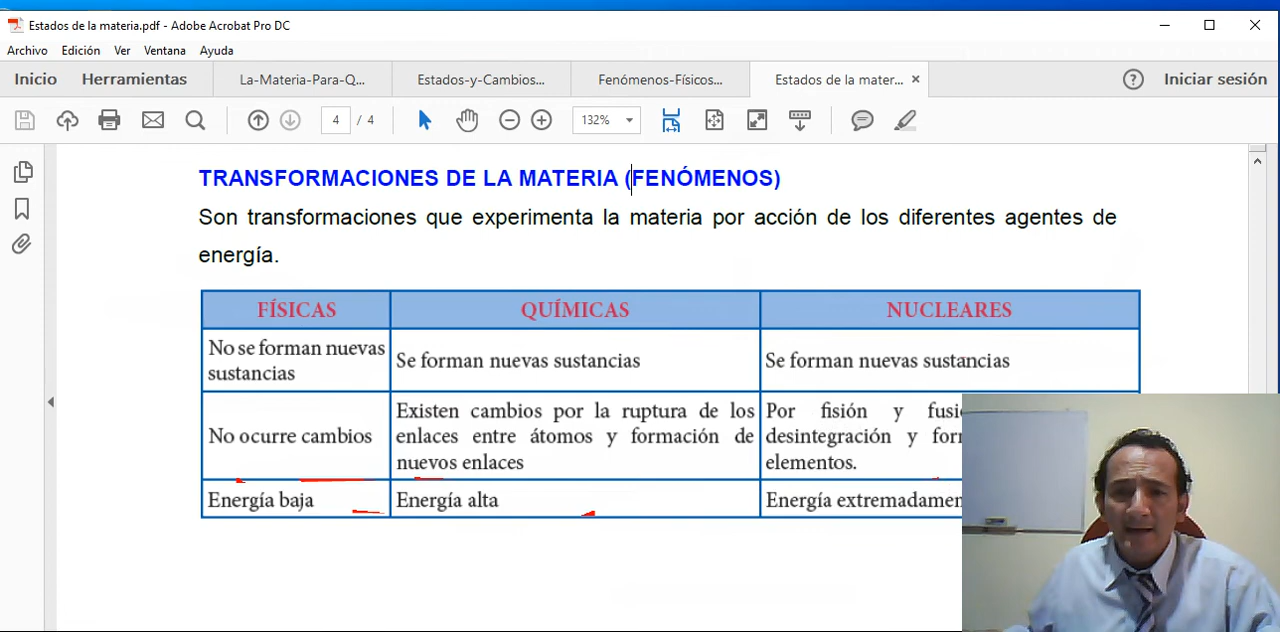 Estados de la materia.pdf - Adobe Acrobat Pro DC
Archivo Edición Ver Ventana Ayuda
Inicio Herramientas La-Materia-Para-Q... Estados-y-Cambios... Fenómenos-Físicos... Estados de la mater... × ? Iniciar sesión
4 / 4 132%
TRANSFORMACIONES DE LA MATERIA (FENÓMENOS)
Son transformaciones que experimenta la materia por acción de los diferentes agentes de
energía.
FÍSICAS QUÍMICAS NUCLEARES
No se forman nuevas
sustancias
Se forman nuevas sustancias
Se forman nuevas sustancias
No ocurre cambios
Existen cambios por la ruptura de los
enlaces entre átomos y formación de
nuevos enlaces
Por fisión y
desintegración y
elementos.
Energía baja
Energía alta
Energía